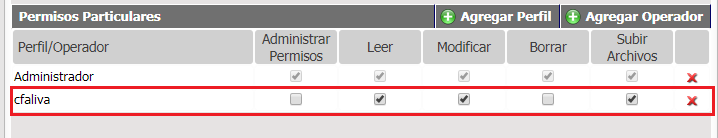 Permisos Particulares Agregar Perfil Agregar Operador
Perfil/Operador Administrar Permisos Leer Modificar Borrar Subir Archivos
Administrador
cfaliva